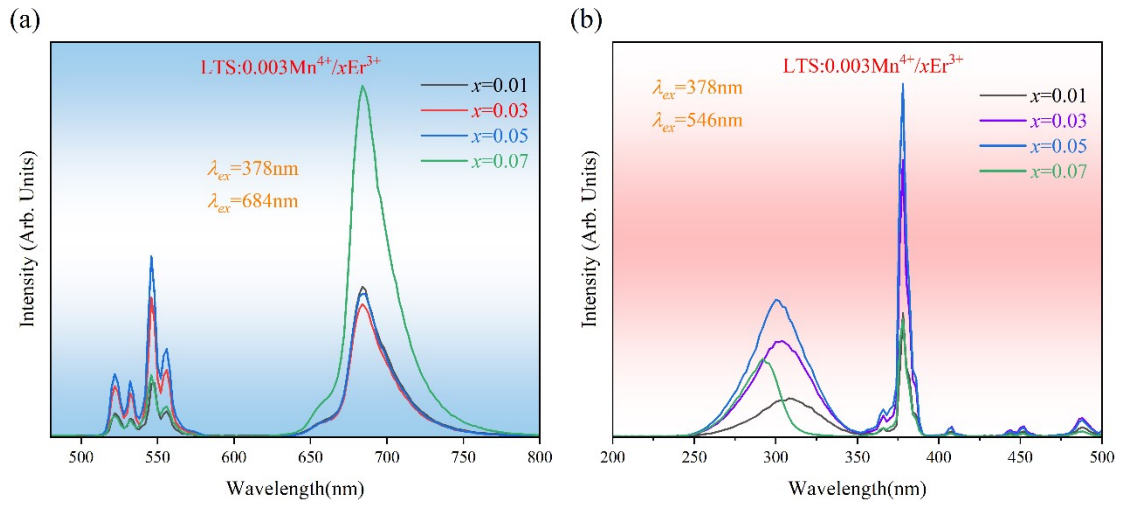 (a)
LTS:0.003Mn⁴⁺/xEr³⁺
x=0.01
x=0.03
x=0.05
x=0.07
λex=378nm
λex=684nm
Intensity (Arb. Units)
500 550 600 650 700 750 800
Wavelength(nm)
(b)
LTS:0.003Mn⁴⁺/xEr³⁺
λex=378nm
λex=546nm
x=0.01
x=0.03
x=0.05
x=0.07
Intensity (Arb. Units)
200 250 300 350 400 450 500
Wavelength(nm)